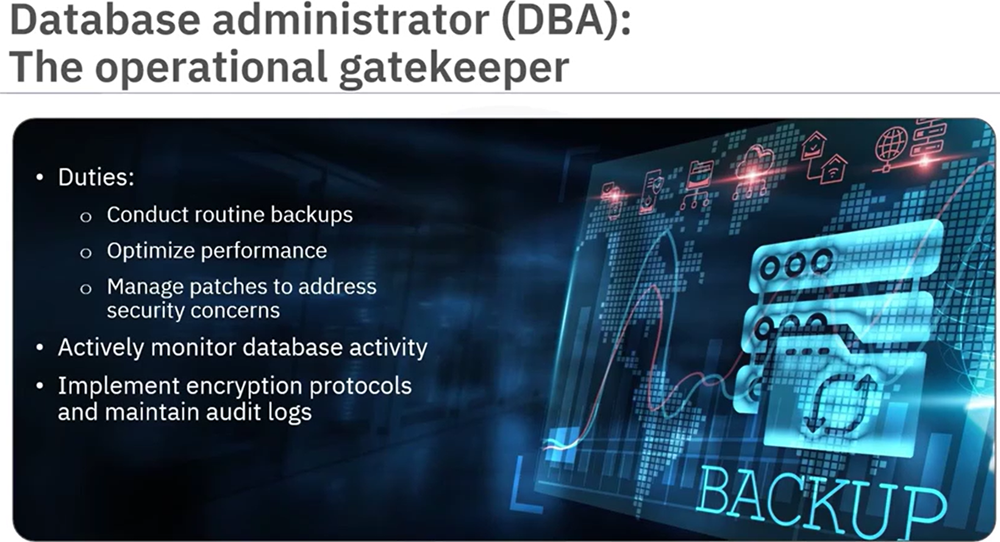 Database administrator (DBA):
The operational gatekeeper
• Duties:
o Conduct routine backups
o Optimize performance
o Manage patches to address
security concerns
• Actively monitor database activity
• Implement encryption protocols
and maintain audit logs
BACKUP